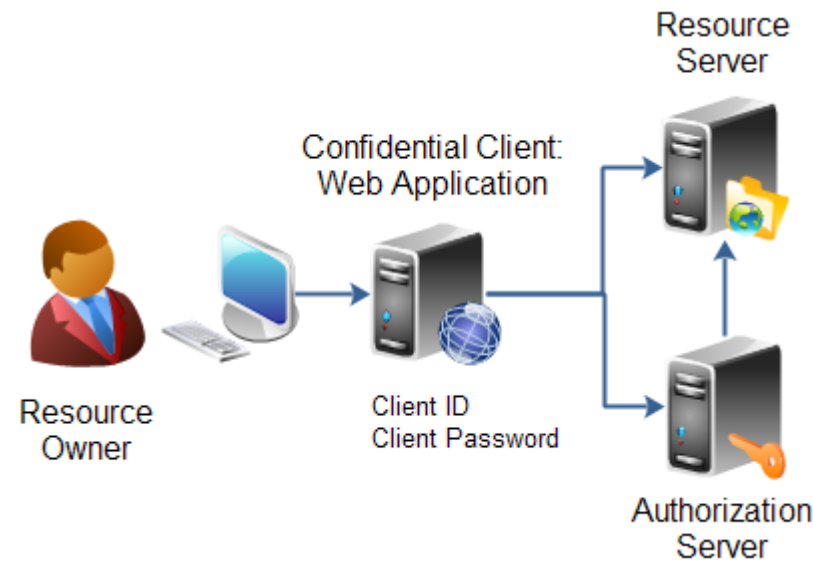 Resource
Server
Confidential Client:
Web Application
Resource
Owner
Client ID
Client Password
Authorization
Server